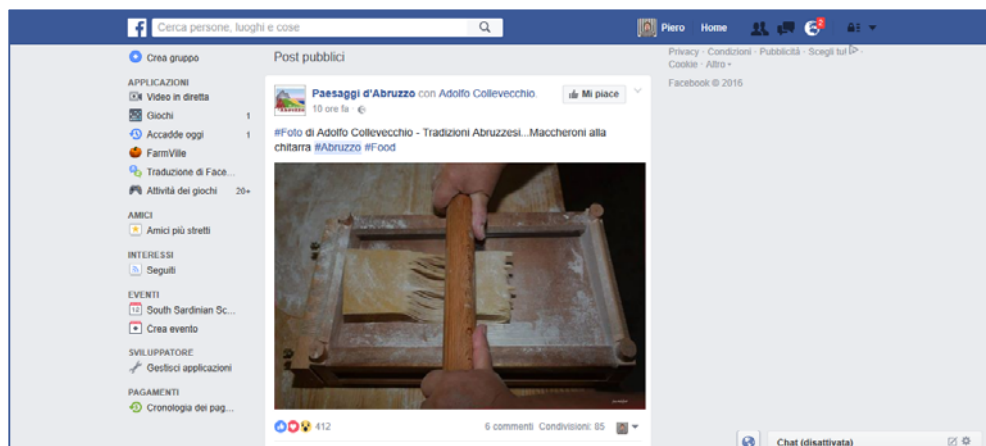 Cerca persone, luoghi e cose
Piero Home
2
Crea gruppo
APPLICAZIONI
Video in diretta
Giochi 1
Accadde oggi 1
FarmVille
Traduzione di Face...
Attività dei giochi 20+
AMICI
Amici più stretti
INTERESSI
Seguiti
EVENTI
12 South Sardinian Sc...
Crea evento
SVILUPPATORE
Gestisci applicazioni
PAGAMENTI
Cronologia dei pag...
Post pubblici
Paesaggi d'Abruzzo con Adolfo Collevecchio.
10 ore fa ·
Mi piace
#Foto di Adolfo Collevecchio - Tradizioni Abruzzesi...Maccheroni alla
chitarra #Abruzzo #Food
412
6 commenti Condivisioni: 85
Privacy · Condizioni · Pubblicità · Scegli tu! ·
Cookie · Altro
Facebook © 2016
Chat (disattivata)